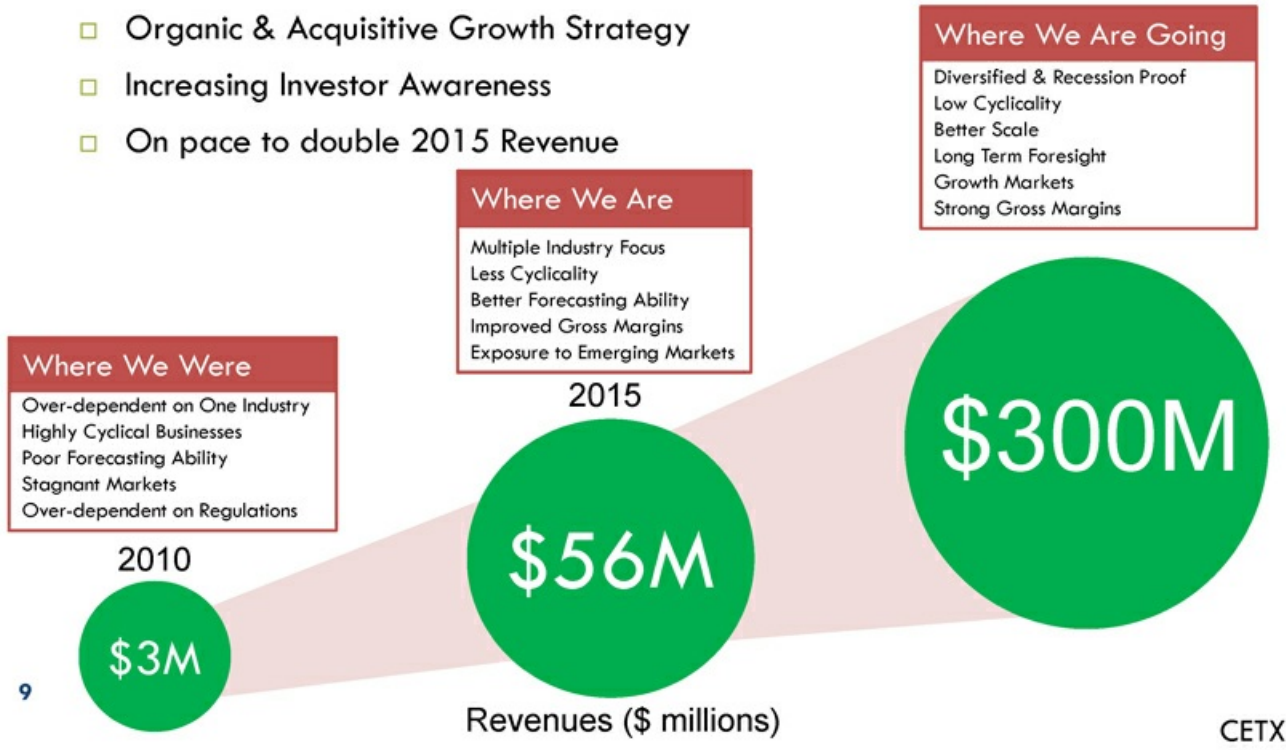 Organic & Acquisitive Growth Strategy
Increasing Investor Awareness
On pace to double 2015 Revenue
Where We Were
Over-dependent on One Industry
Highly Cyclical Businesses
Poor Forecasting Ability
Stagnant Markets
Over-dependent on Regulations
2010
$3M
Where We Are
Multiple Industry Focus
Less Cyclicality
Better Forecasting Ability
Improved Gross Margins
Exposure to Emerging Markets
2015
$56M
Where We Are Going
Diversified & Recession Proof
Low Cyclicality
Better Scale
Long Term Foresight
Growth Markets
Strong Gross Margins
$300M
9
Revenues ($ millions)
CETX